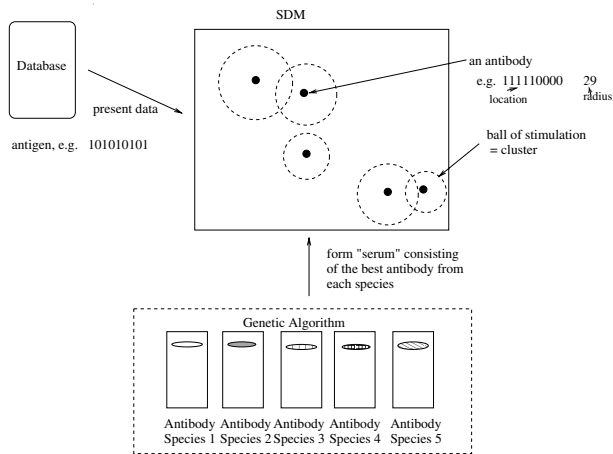 SDM
Database
an antibody
e.g. 111110000 29
location radius
present data
antigen, e.g. 101010101
ball of stimulation
= cluster
form "serum" consisting
of the best antibody from
each species
Genetic Algorithm
Antibody Antibody Antibody Antibody Antibody
Species 1 Species 2 Species 3 Species 4 Species 5